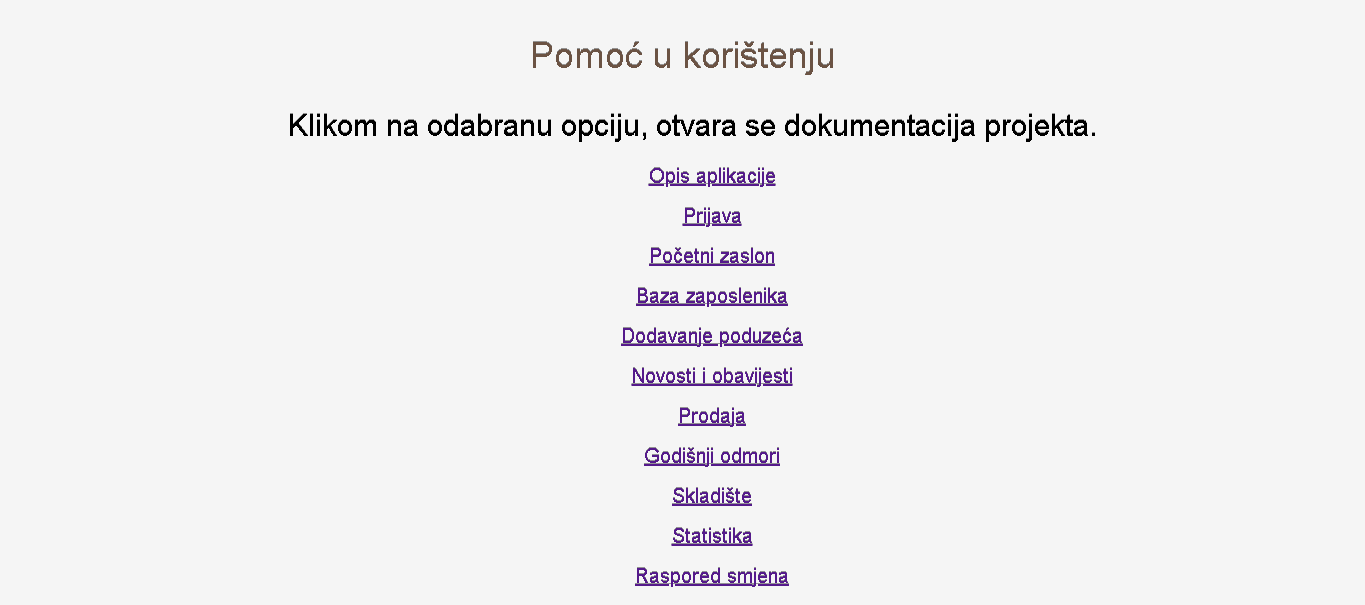 Pomoć u korištenju
Klikom na odabranu opciju, otvara se dokumentacija projekta.
Opis aplikacije
Prijava
Početni zaslon
Baza zaposlenika
Dodavanje poduzeća
Novosti i obavijesti
Prodaja
Godišnji odmori
Skladište
Statistika
Raspored smjena